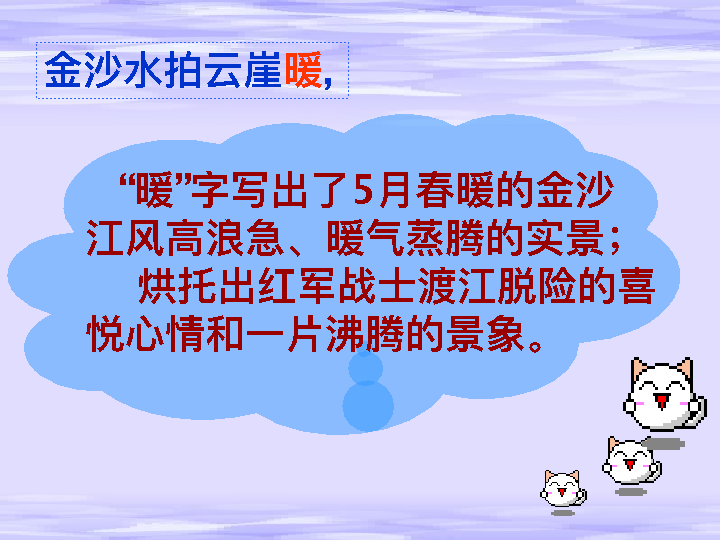 金沙水拍云崖暖,
“暖”字写出了5月春暖的金沙
江风高浪急、暖气蒸腾的实景；
烘托出红军战士渡江脱险的喜
悦心情和一片沸腾的景象。